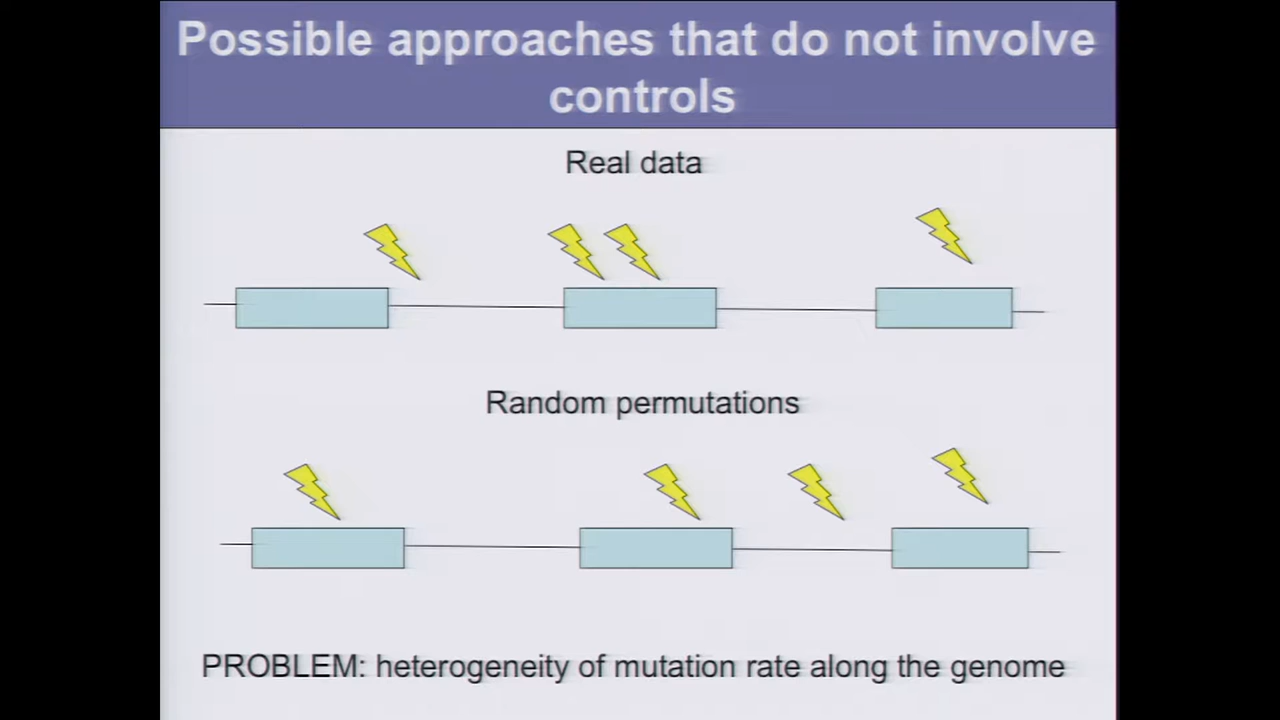 Possible approaches that do not involve
controls
Real data
Random permutations
PROBLEM: heterogeneity of mutation rate along the genome